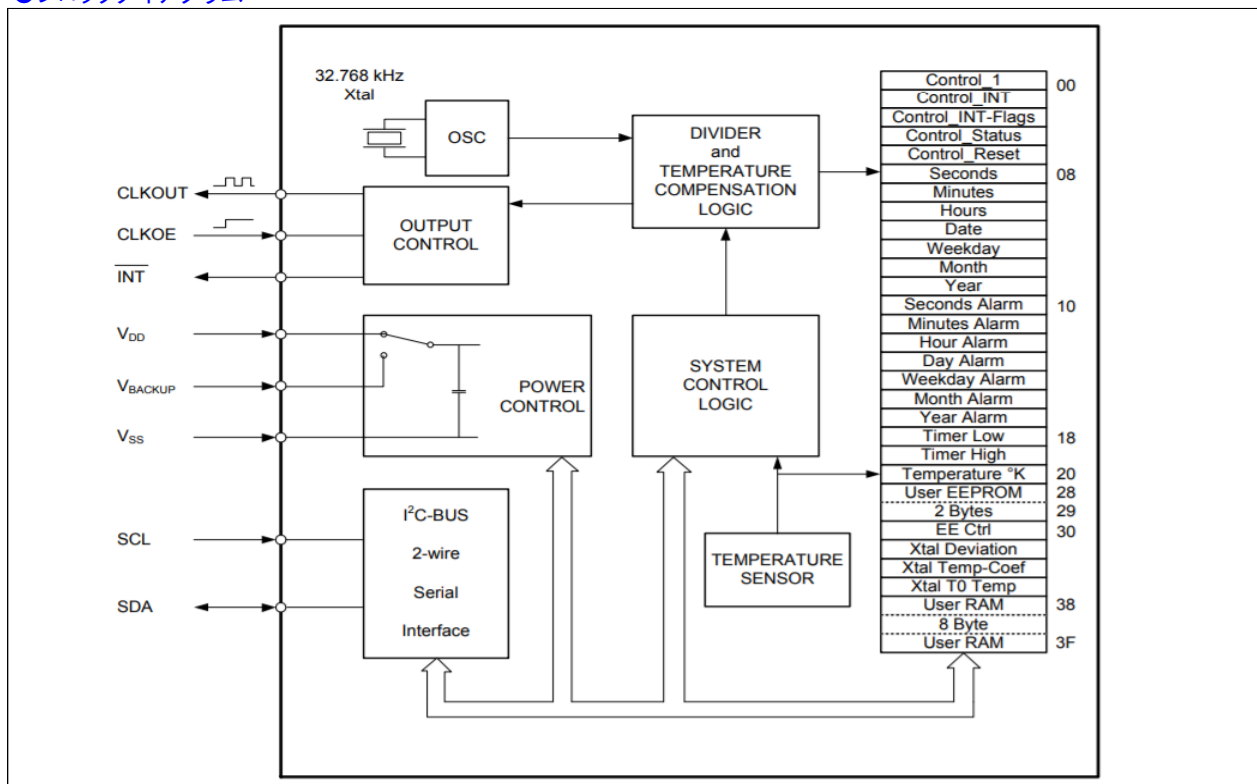 32.768 kHz
Xtal
OSC
DIVIDER
and
TEMPERATURE
COMPENSATION
LOGIC
CLKOUT
CLKOE
INT
OUTPUT
CONTROL
VDD
VBACKUP
VSS
POWER
CONTROL
SYSTEM
CONTROL
LOGIC
SCL
SDA
I²C-BUS
2-wire
Serial
Interface
TEMPERATURE
SENSOR
Control_1 00
Control_INT
Control_INT-Flags
Control_Status
Control_Reset
Seconds 08
Minutes
Hours
Date
Weekday
Month
Year
Seconds Alarm 10
Minutes Alarm
Hour Alarm
Day Alarm
Weekday Alarm
Month Alarm
Year Alarm
Timer Low 18
Timer High
Temperature °K 20
User EEPROM 28
2 Bytes 29
EE Ctrl 30
Xtal Deviation
Xtal Temp-Coef
Xtal T0 Temp
User RAM 38
8 Byte
User RAM 3F